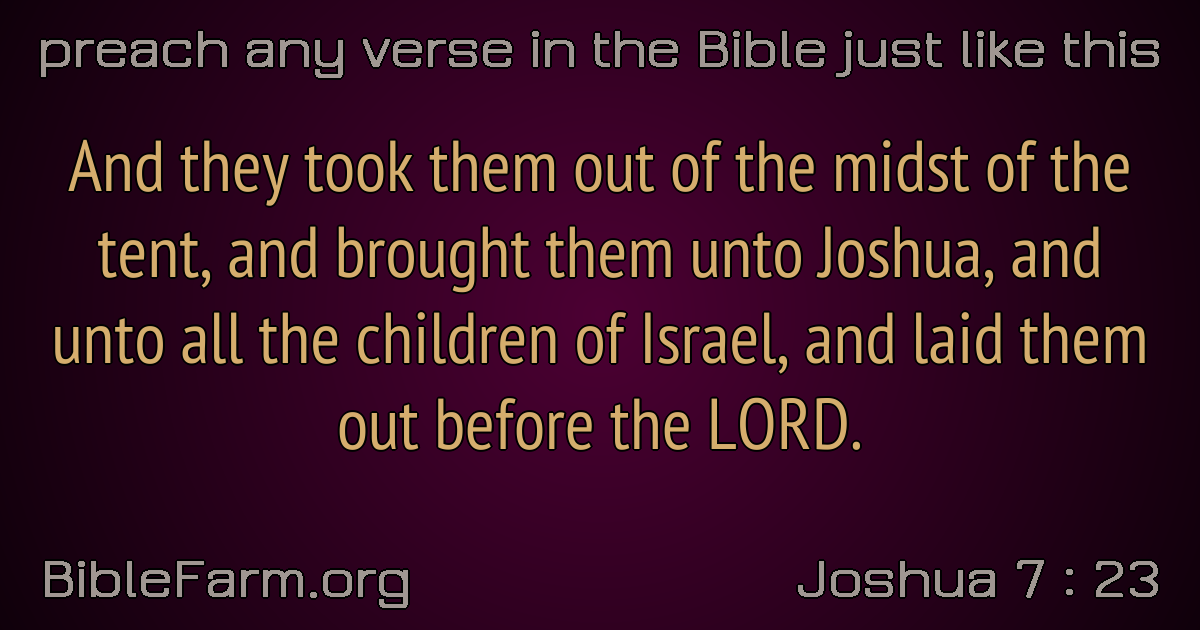 preach any verse in the Bible just like this
And they took them out of the midst of the
tent, and brought them unto Joshua, and
unto all the children of Israel, and laid them
out before the LORD.
BibleFarm.org
Joshua 7 : 23